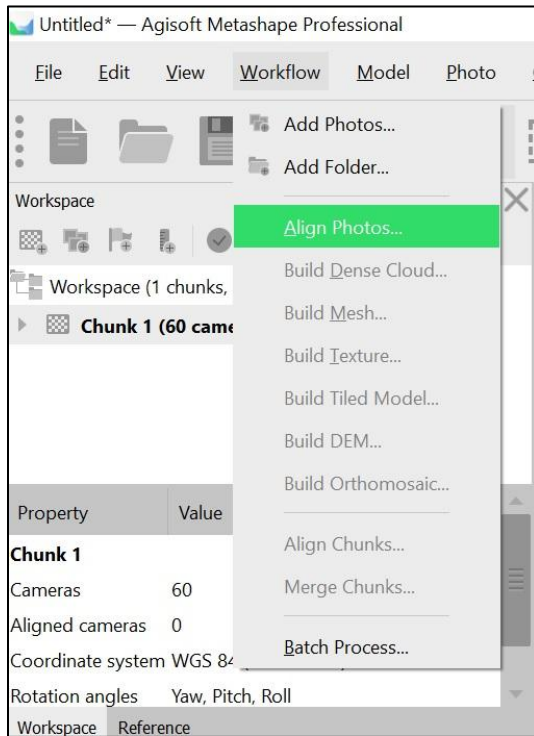 Untitled* — Agisoft Metashape Professional
File Edit View Workflow Model Photo
Add Photos...
Add Folder...
Workspace
Align Photos...
Build Dense Cloud...
Workspace (1 chunks,
Build Mesh...
Chunk 1 (60 came
Build Texture...
Build Tiled Model...
Build DEM...
Build Orthomosaic...
Property Value
Align Chunks...
Chunk 1
Merge Chunks...
Cameras 60
Aligned cameras 0
Batch Process...
Coordinate system WGS 84
Rotation angles Yaw, Pitch, Roll
Workspace Reference